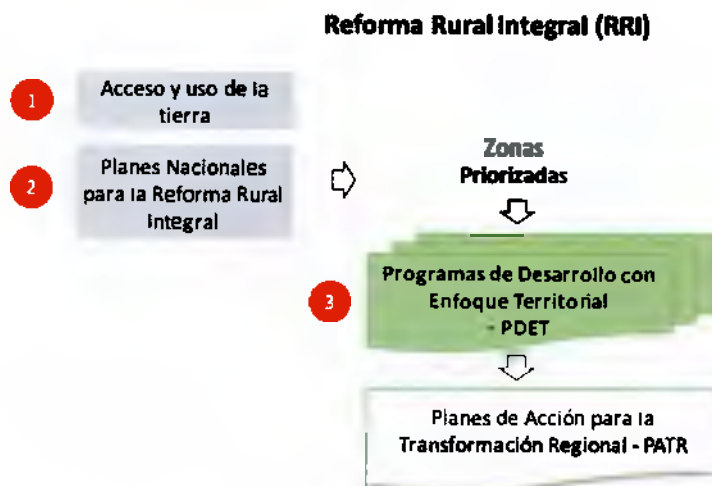 Reforma Rural Integral (RRI)
1
Acceso y uso de la
tierra
2
Planes Nacionales
para la Reforma Rural
Integral
Zonas
Priorizadas
3
Programas de Desarrollo con
Enfoque Territorial
- PDET
Planes de Acción para la
Transformación Regional - PATR